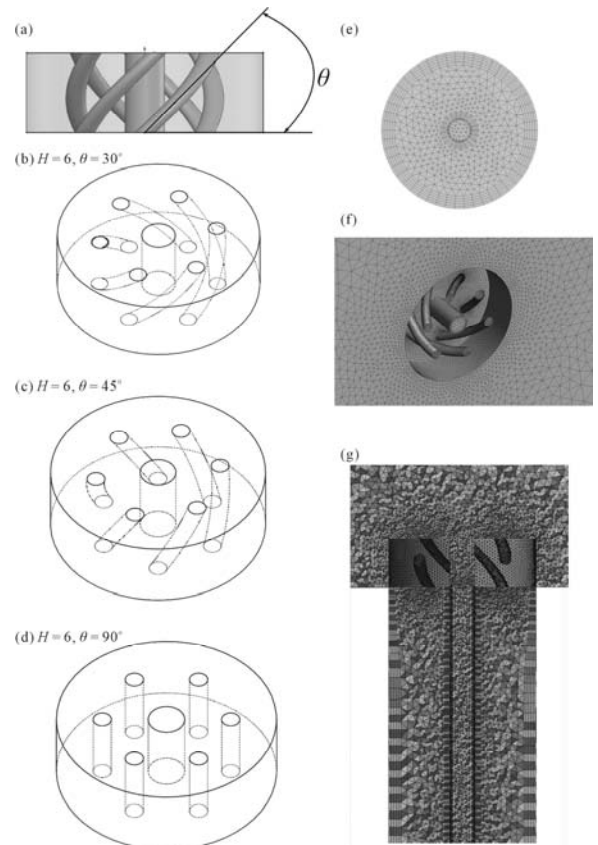 (a)
θ
(b) H = 6, θ = 30°
(c) H = 6, θ = 45°
(d) H = 6, θ = 90°
(e)
(f)
(g)